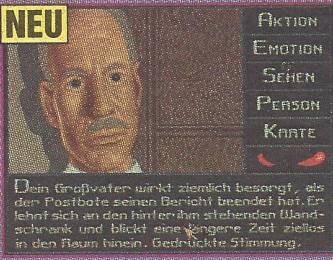 NEU
AKTION
EMOTION
SEHEN
PERSON
KARTE
Dein Großvater wirkt ziemlich besorgt, als
der Postbote seinen Bericht beendet hat. Er
lehnt sich an den hinter ihm stehenden Wand-
schrank und blickt eine längere Zeit ziellos
in den Raum hinein. Gedrückte Stimmung.